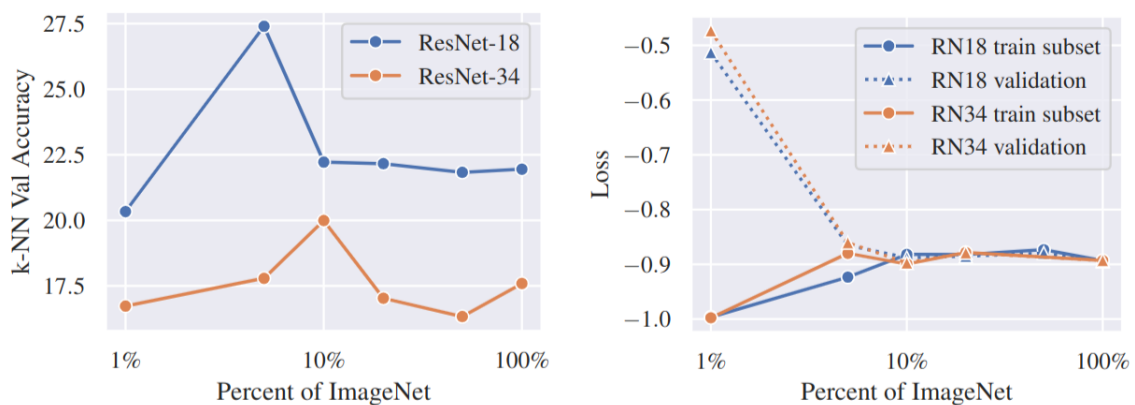 27.5
25.0
22.5
20.0
17.5
k-NN Val Accuracy
ResNet-18
ResNet-34
1%
10%
100%
Percent of ImageNet
−0.5
−0.6
−0.7
−0.8
−0.9
−1.0
Loss
RN18 train subset
RN18 validation
RN34 train subset
RN34 validation
1%
10%
100%
Percent of ImageNet